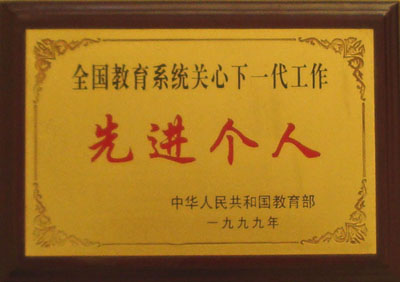 全国教育系统关心下一代工作
先进个人
中华人民共和国教育部
一九九九年